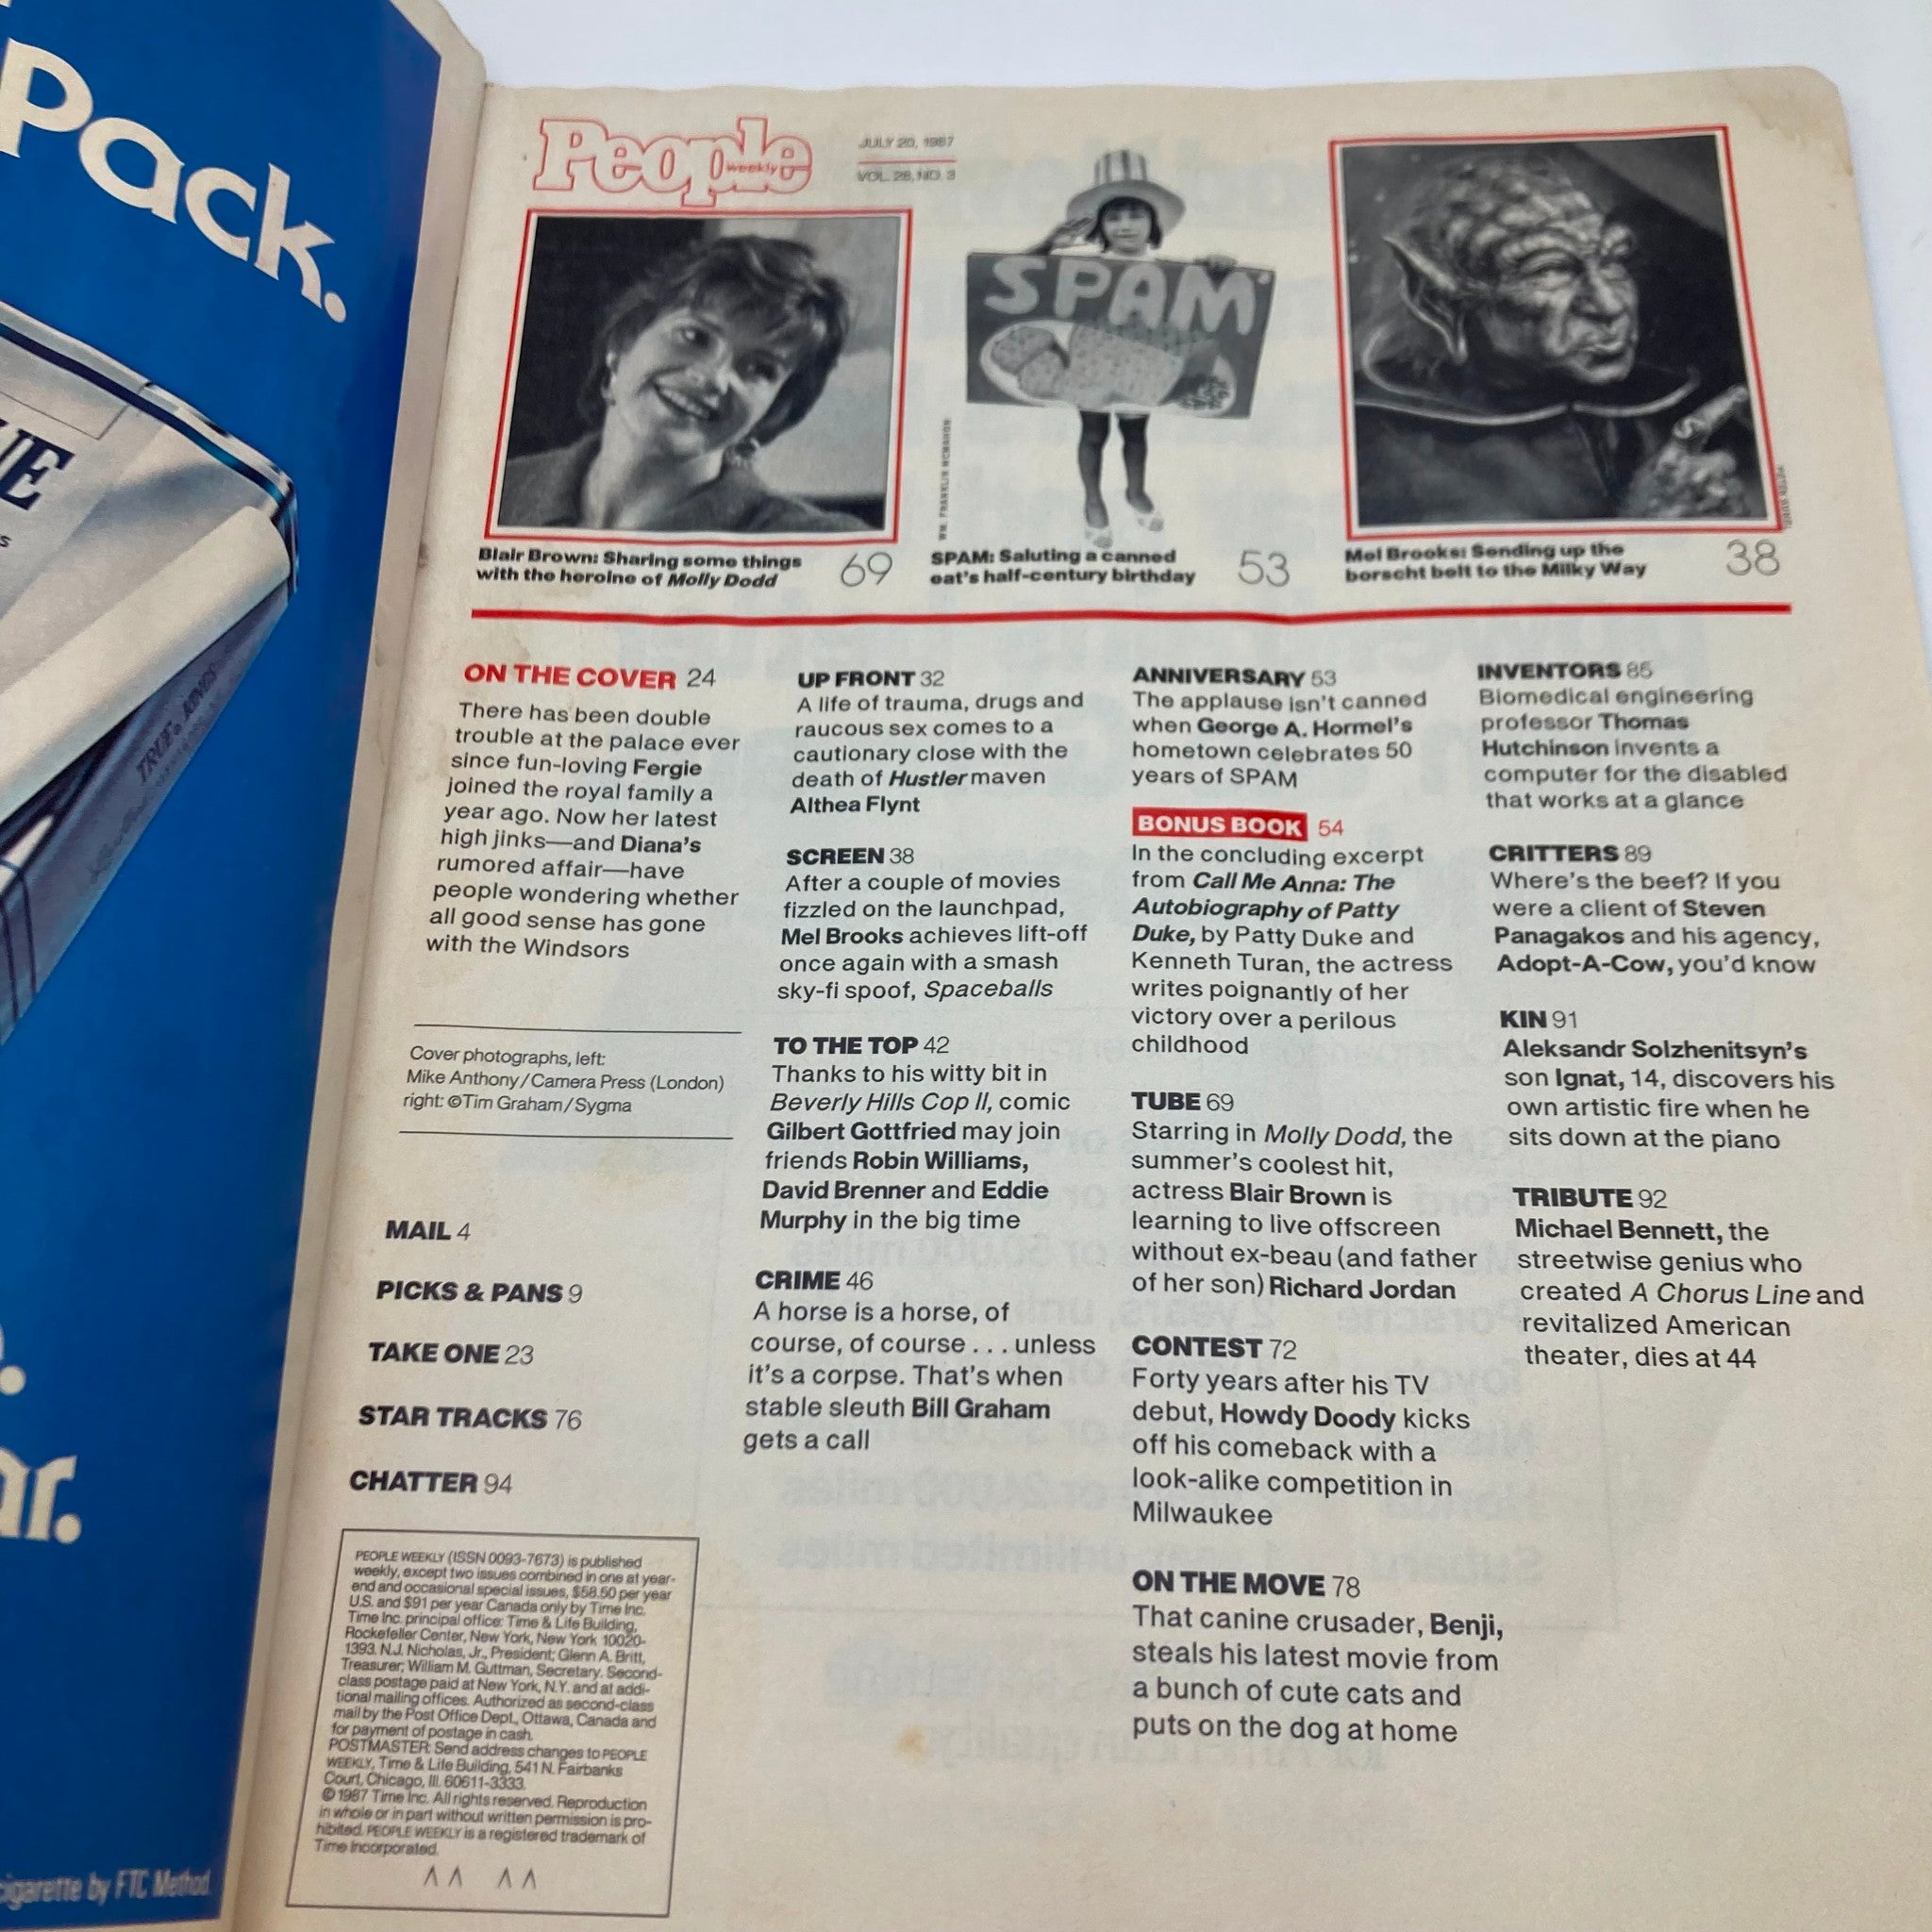 Pack.
UE
TRUE BLUES
r.
cigarette by FTC Method.
People
weekly
JULY 20, 1987
VOL. 28, NO. 3
SPAM
WM. FRANKLIN MCMAHON
Blair Brown: Sharing some things
with the heroine of Molly Dodd
69
SPAM: Saluting a canned
eat's half-century birthday
53
Mel Brooks: Sending up the
borscht belt to the Milky Way
38
ON THE COVER 24
There has been double
trouble at the palace ever
since fun-loving Fergie
joined the royal family a
year ago. Now her latest
high jinks—and Diana's
rumored affair—have
people wondering whether
all good sense has gone
with the Windsors
Cover photographs, left:
Mike Anthony/Camera Press (London)
right: ©Tim Graham/Sygma
MAIL 4
PICKS & PANS 9
TAKE ONE 23
STAR TRACKS 76
CHATTER 94
PEOPLE WEEKLY (ISSN 0093-7673) is published
weekly, except two issues combined in one at year-
end and occasional special issues, $58.50 per year
U.S. and $91 per year Canada only by Time Inc.
Time Inc. principal office: Time & Life Building,
Rockefeller Center, New York, New York 10020-
1393. N.J. Nicholas, Jr., President; Glenn A. Britt,
Treasurer; William M. Guttman, Secretary. Second-
class postage paid at New York, N.Y. and at addi-
tional mailing offices. Authorized as second-class
mail by the Post Office Dept., Ottawa, Canada and
for payment of postage in cash.
POSTMASTER: Send address changes to PEOPLE
WEEKLY, Time & Life Building, 541 N. Fairbanks
Court, Chicago, Ill. 60611-3333.
© 1987 Time Inc. All rights reserved. Reproduction
in whole or in part without written permission is pro-
hibited. PEOPLE WEEKLY is a registered trademark of
Time Incorporated.
UP FRONT 32
A life of trauma, drugs and
raucous sex comes to a
cautionary close with the
death of Hustler maven
Althea Flynt
SCREEN 38
After a couple of movies
fizzled on the launchpad,
Mel Brooks achieves lift-off
once again with a smash
sky-fi spoof, Spaceballs
TO THE TOP 42
Thanks to his witty bit in
Beverly Hills Cop II, comic
Gilbert Gottfried may join
friends Robin Williams,
David Brenner and Eddie
Murphy in the big time
CRIME 46
A horse is a horse, of
course, of course . . . unless
it's a corpse. That's when
stable sleuth Bill Graham
gets a call
ANNIVERSARY 53
The applause isn't canned
when George A. Hormel's
hometown celebrates 50
years of SPAM
BONUS BOOK 54
In the concluding excerpt
from Call Me Anna: The
Autobiography of Patty
Duke, by Patty Duke and
Kenneth Turan, the actress
writes poignantly of her
victory over a perilous
childhood
TUBE 69
Starring in Molly Dodd, the
summer's coolest hit,
actress Blair Brown is
learning to live offscreen
without ex-beau (and father
of her son) Richard Jordan
CONTEST 72
Forty years after his TV
debut, Howdy Doody kicks
off his comeback with a
look-alike competition in
Milwaukee
ON THE MOVE 78
That canine crusader, Benji,
steals his latest movie from
a bunch of cute cats and
puts on the dog at home
INVENTORS 85
Biomedical engineering
professor Thomas
Hutchinson invents a
computer for the disabled
that works at a glance
CRITTERS 89
Where's the beef? If you
were a client of Steven
Panagakos and his agency,
Adopt-A-Cow, you'd know
KIN 91
Aleksandr Solzhenitsyn's
son Ignat, 14, discovers his
own artistic fire when he
sits down at the piano
TRIBUTE 92
Michael Bennett, the
streetwise genius who
created A Chorus Line and
revitalized American
theater, dies at 44